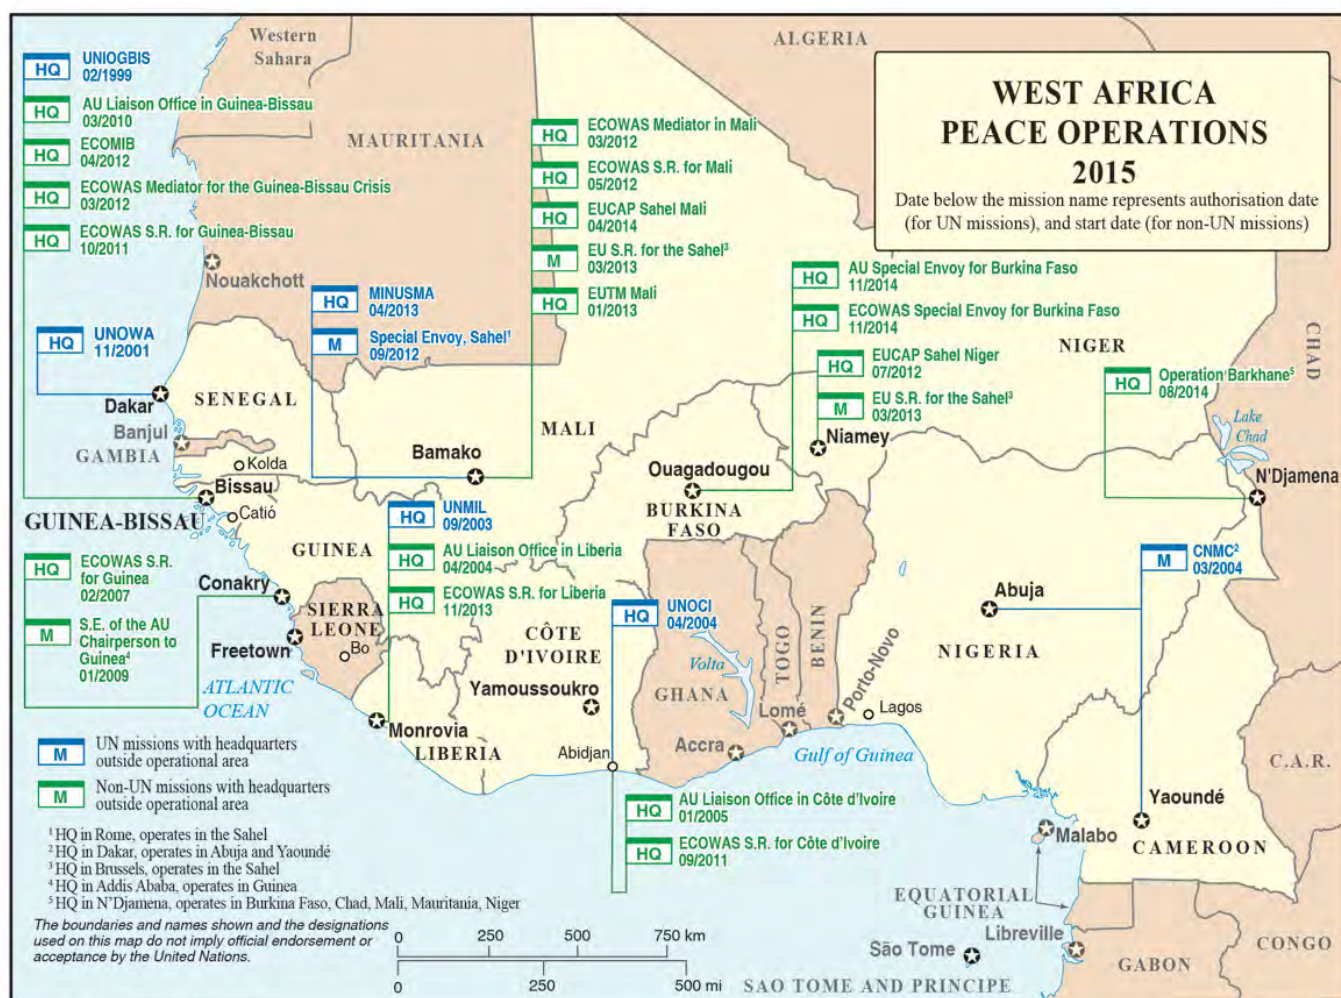 WEST AFRICA
PEACE OPERATIONS
2015
Date below the mission name represents authorisation date
(for UN missions), and start date (for non-UN missions)
HQ UNIOGBIS
02/1999
HQ AU Liaison Office in Guinea-Bissau
03/2010
HQ ECOMIB
04/2012
HQ ECOWAS Mediator for the Guinea-Bissau Crisis
03/2012
HQ ECOWAS S.R. for Guinea-Bissau
10/2011
HQ UNOWA
11/2001
HQ MINUSMA
04/2013
M Special Envoy, Sahel¹
09/2012
HQ ECOWAS Mediator in Mali
03/2012
HQ ECOWAS S.R. for Mali
05/2012
HQ EUCAP Sahel Mali
04/2014
M EU S.R. for the Sahel³
03/2013
HQ EUTM Mali
01/2013
HQ AU Special Envoy for Burkina Faso
11/2014
HQ ECOWAS Special Envoy for Burkina Faso
11/2014
HQ EUCAP Sahel Niger
07/2012
M EU S.R. for the Sahel³
03/2013
HQ Operation Barkhane⁵
08/2014
HQ UNMIL
09/2003
HQ AU Liaison Office in Liberia
04/2004
HQ ECOWAS S.R. for Liberia
11/2013
HQ UNOCI
04/2004
M CNMC²
03/2004
HQ ECOWAS S.R.
for Guinea
02/2007
M S.E. of the AU
Chairperson to
Guinea⁴
01/2009
HQ AU Liaison Office in Côte d'Ivoire
01/2005
HQ ECOWAS S.R. for Côte d'Ivoire
09/2011
Western
Sahara
ALGERIA
MAURITANIA
Nouakchott
NIGER
CHAD
Lake
Chad
SENEGAL
Dakar
Banjul
GAMBIA
Kolda
MALI
Bamako
Niamey
Ouagadougou
BURKINA
FASO
N'Djamena
Bissau
GUINEA-BISSAU
Catió
GUINEA
Conakry
SIERRA
LEONE
Freetown
Bo
CÔTE
D'IVOIRE
Yamoussoukro
Abidjan
Monrovia
LIBERIA
Volta
GHANA
Accra
TOGO
Lomé
BENIN
Porto-Novo
Lagos
Abuja
NIGERIA
ATLANTIC
OCEAN
Gulf of Guinea
C.A.R.
Yaoundé
CAMEROON
Malabo
EQUATORIAL
GUINEA
Libreville
São Tome
SAO TOME AND PRINCIPE
GABON
CONGO
M UN missions with headquarters
outside operational area
M Non-UN missions with headquarters
outside operational area
¹ HQ in Rome, operates in the Sahel
² HQ in Dakar, operates in Abuja and Yaoundé
³ HQ in Brussels, operates in the Sahel
⁴ HQ in Addis Ababa, operates in Guinea
⁵ HQ in N'Djamena, operates in Burkina Faso, Chad, Mali, Mauritania, Niger
The boundaries and names shown and the designations
used on this map do not imply official endorsement or
acceptance by the United Nations.
0 250 500 750 km
0 250 500 mi